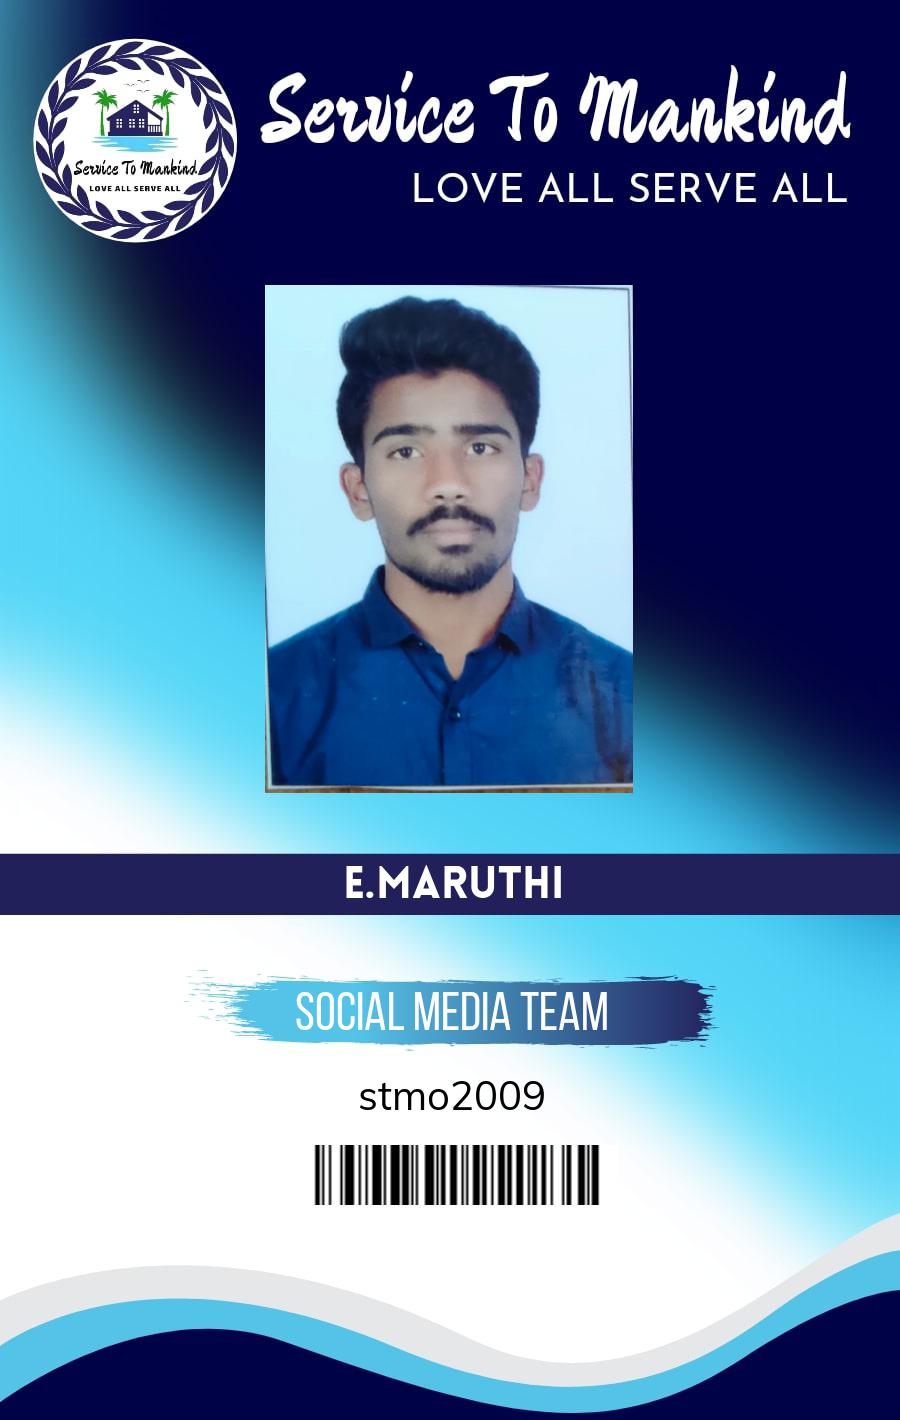 Service To Mankind
LOVE ALL SERVE ALL
Service To Mankind
LOVE ALL SERVE ALL
E.MARUTHI
SOCIAL MEDIA TEAM
stmo2009